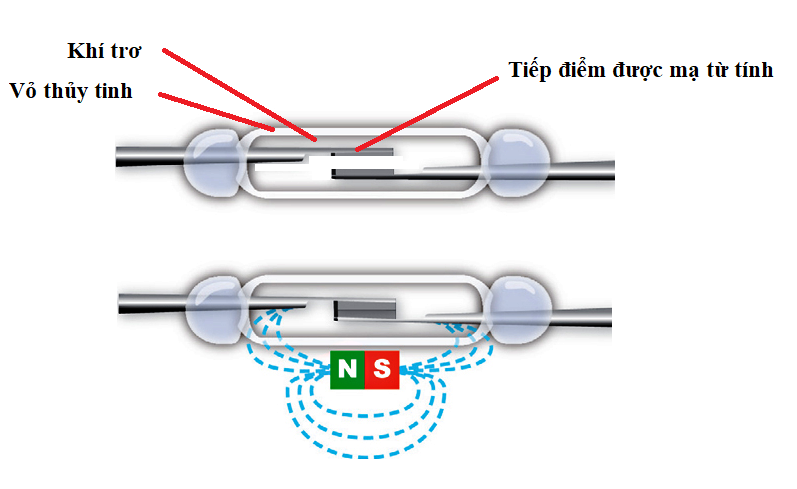 Khí trơ
Vỏ thủy tinh
Tiếp điểm được mạ từ tính
N S